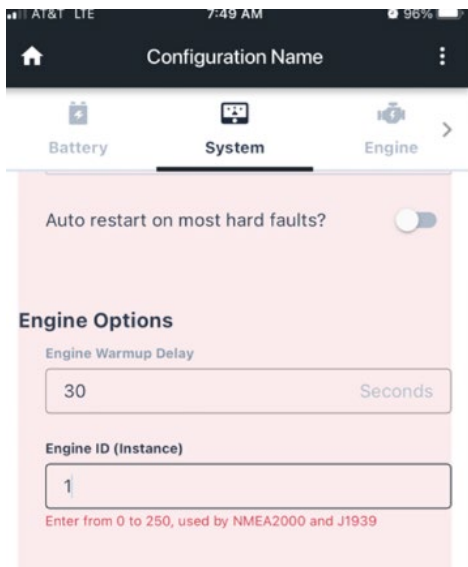 AT&T LTE 7:49 AM 96%
Configuration Name
Battery System Engine
Auto restart on most hard faults?
Engine Options
Engine Warmup Delay
30 Seconds
Engine ID (Instance)
1
Enter from 0 to 250, used by NMEA2000 and J1939